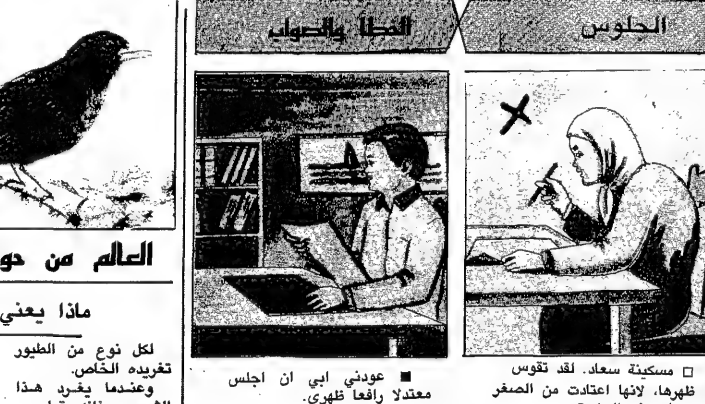 الجلوس
الخطأ والصواب
□ مسكينة سعاد. لقد تقوس
ظهرها، لانها اعتادت من الصغر
■ عودني ابي ان اجلس
معتدلا رافعا ظهري.
العالم من حو
ماذا يعني
لكل نوع من الطيور
تغريده الخاص.
وعندما يغرد هذا